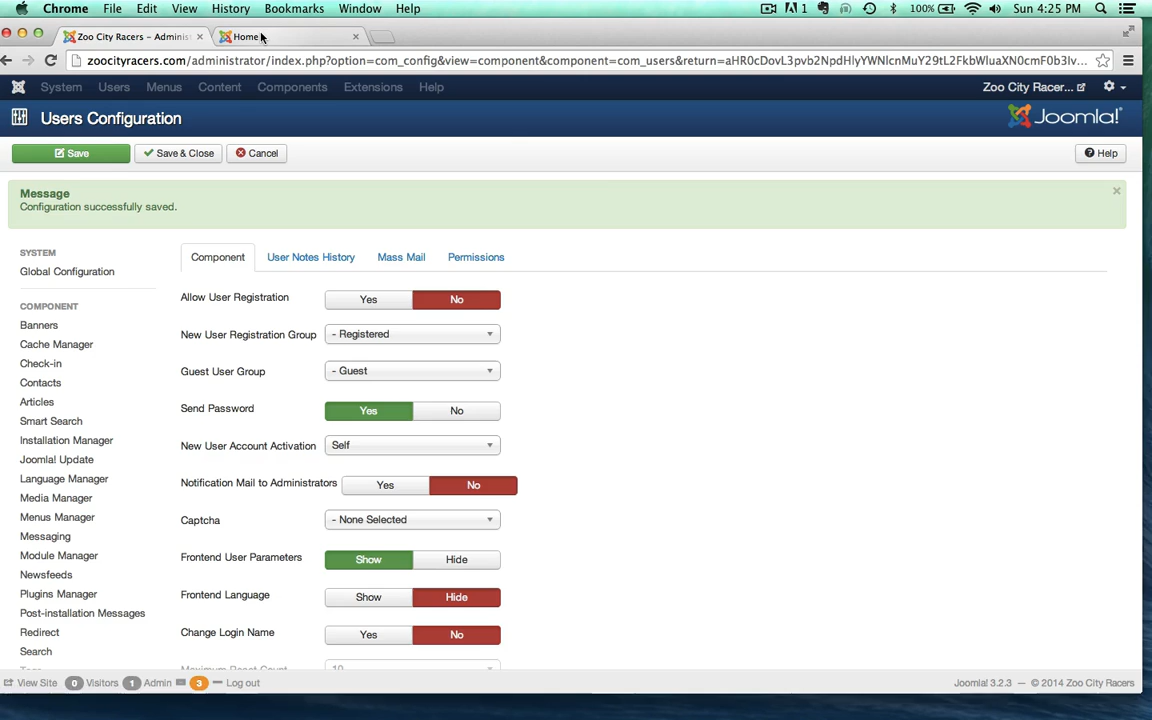 Chrome File Edit View History Bookmarks Window Help 1 100% Sun 4:25 PM
Zoo City Racers - Adminis Home
zoocityracers.com/administrator/index.php?option=com_config&view=component&component=com_users&return=
System Users Menus Content Components Extensions Help Zoo City Racer...
Users Configuration Joomla!
Save Save & Close Cancel Help
Message
Configuration successfully saved.
SYSTEM
Global Configuration
COMPONENT
Banners
Cache Manager
Check-in
Contacts
Articles
Smart Search
Installation Manager
Joomla! Update
Language Manager
Media Manager
Menus Manager
Messaging
Module Manager
Newsfeeds
Plugins Manager
Post-installation Messages
Redirect
Search
Component User Notes History Mass Mail Permissions
Allow User Registration Yes No
New User Registration Group - Registered
Guest User Group - Guest
Send Password Yes No
New User Account Activation Self
Notification Mail to Administrators Yes No
Captcha - None Selected
Frontend User Parameters Show Hide
Frontend Language Show Hide
Change Login Name Yes No
Maximum Reset Count 10
View Site 0 Visitors 1 Admin 3 Log out Joomla! 3.2.3 — © 2014 Zoo City Racers